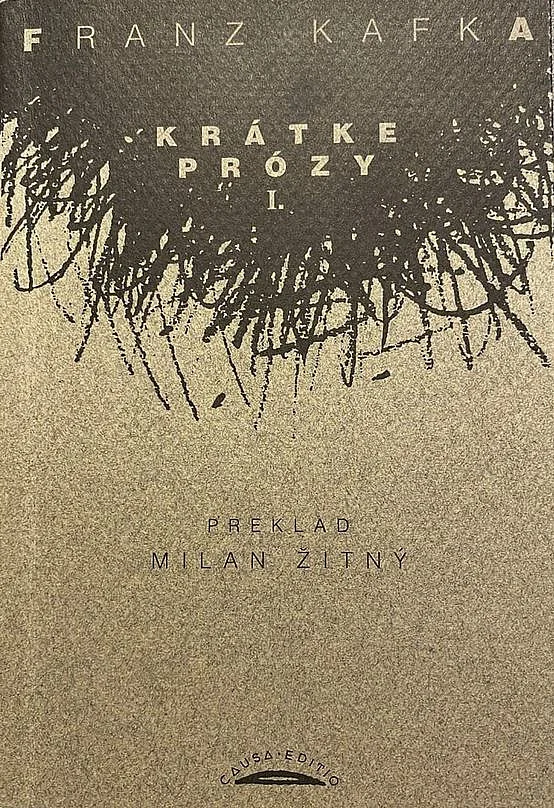 FRANZ KAFKA
KRÁTKE
PRÓZY
I.
PREKLAD
MILAN ŽITNÝ
CAUSA·EDITIO